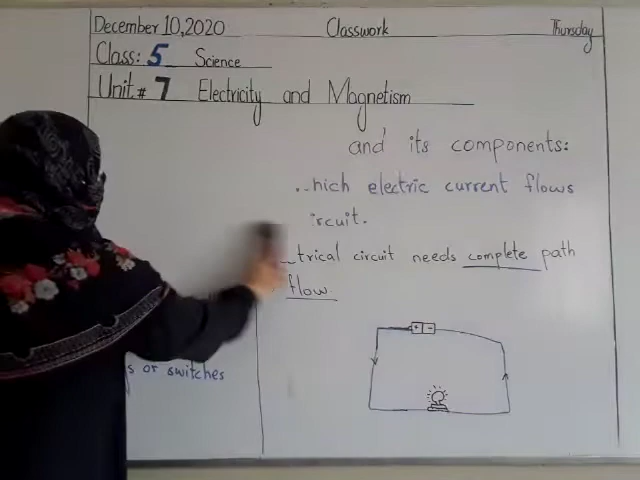 December 10,2020 Classwork Thursday
Class: 5 Science
Unit # 7 Electricity and Magnetism
and its components:
hich electric current flows
ircuit.
trical circuit needs complete path
flow.
+ -
s or switches